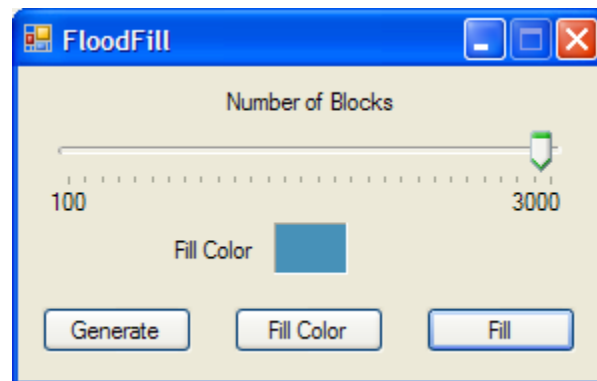 FloodFill
Number of Blocks
100 3000
Fill Color
Generate Fill Color Fill